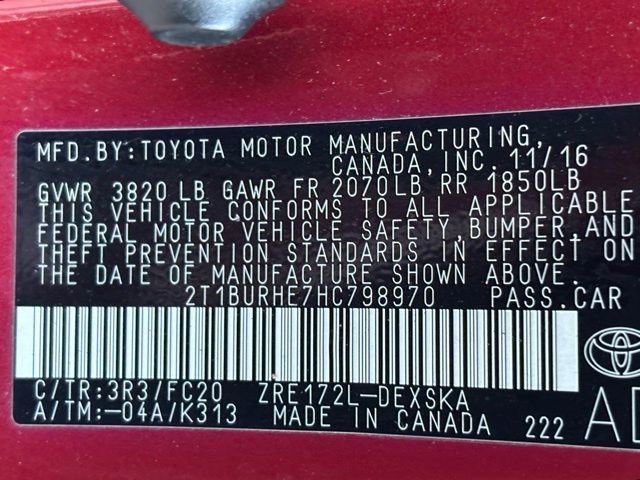 MFD. BY:TOYOTA MOTOR MANUFACTURING,
CANADA, INC. 11/16
GVWR 3820 LB GAWR FR 2070LB, RR 1850LB
THIS VEHICLE CONFORMS TO ALL APPLICABLE
FEDERAL MOTOR VEHICLE SAFETY, BUMPER, AND
THEFT PREVENTION STANDARDS IN EFFECT ON
THE DATE OF MANUFACTURE SHOWN ABOVE.
2T1BURHE7HC798970 PASS.CAR
C/TR:3R3/FC20 ZRE172L-DEXSKA
A/TM:-04A/K313 MADE IN CANADA 222